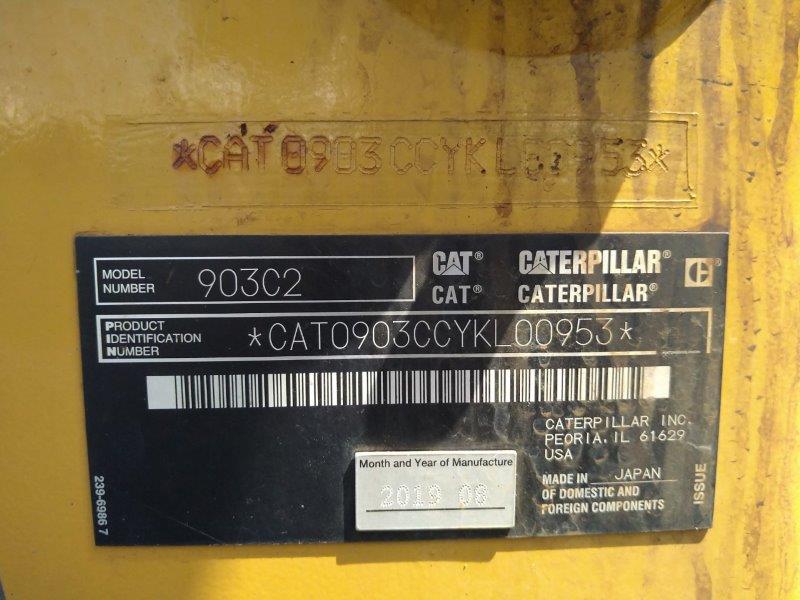 *CAT0903CCYKL00953*
MODEL NUMBER 903C2
CAT® CATERPILLAR® C
CAT® CATERPILLAR®
PRODUCT IDENTIFICATION NUMBER *CAT0903CCYKL00953*
CATERPILLAR INC.
PEORIA, IL 61629
USA
Month and Year of Manufacture
2019 08
MADE IN JAPAN
OF DOMESTIC AND
FOREIGN COMPONENTS
239-6986 7
ISSUE